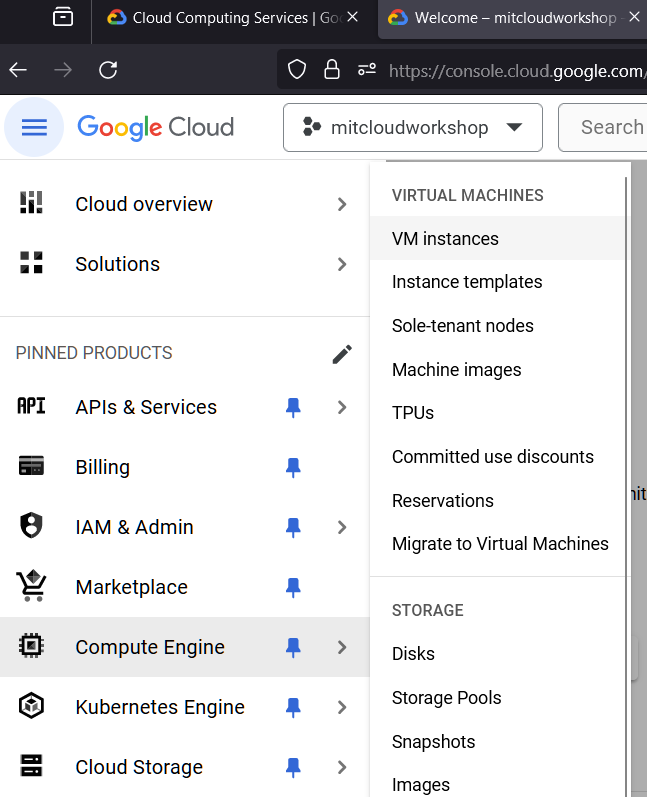 Cloud Computing Services | Goo
Welcome – mitcloudworkshop -
https://console.cloud.google.com/
Google Cloud
mitcloudworkshop
Search
Cloud overview
Solutions
PINNED PRODUCTS
API APIs & Services
Billing
IAM & Admin
Marketplace
Compute Engine
Kubernetes Engine
Cloud Storage
VIRTUAL MACHINES
VM instances
Instance templates
Sole-tenant nodes
Machine images
TPUs
Committed use discounts
Reservations
Migrate to Virtual Machines
STORAGE
Disks
Storage Pools
Snapshots
Images